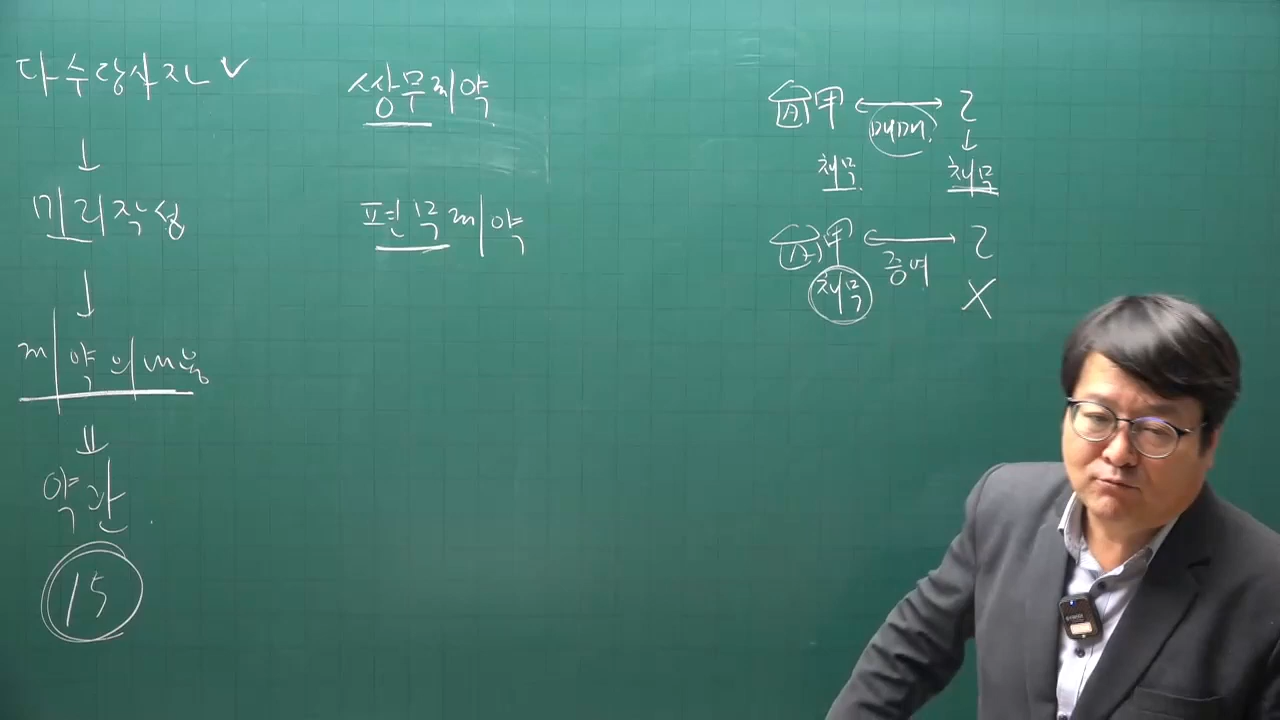 다수당사자 ✓
↓
미리작성
↓
계약의내용
⇓
약관.
15
쌍무계약
편무계약
A 甲 ↔ 乙
매매
↓
채무 채무
A 甲 ↔ 乙
증여
채무 X